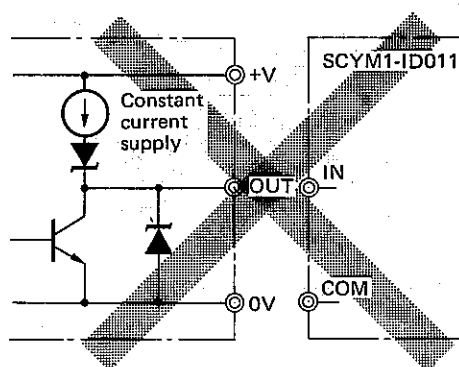 SCYM1-ID011
+V
Constant
current
supply
OUT
IN
COM
0V